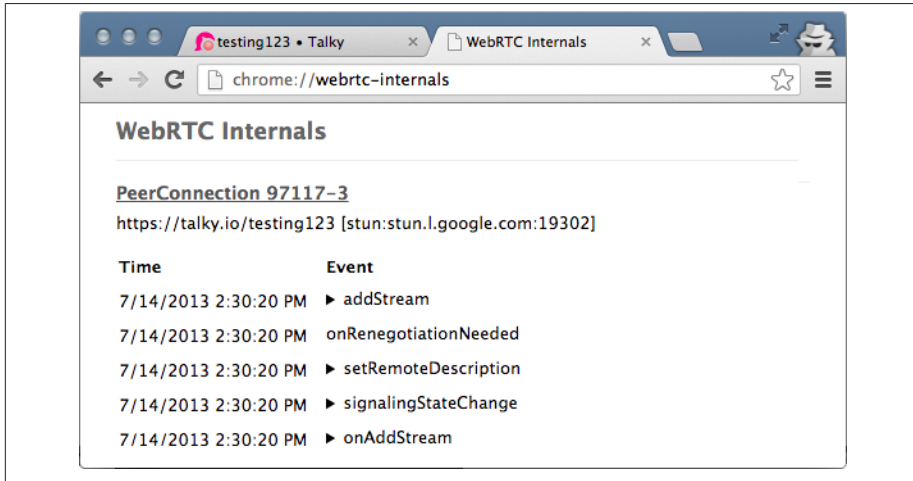 testing123 • Talky
WebRTC Internals
chrome://webrtc-internals
WebRTC Internals
PeerConnection 97117-3
https://talky.io/testing123 [stun:stun.l.google.com:19302]
Time Event
7/14/2013 2:30:20 PM ▶ addStream
7/14/2013 2:30:20 PM onRenegotiationNeeded
7/14/2013 2:30:20 PM ▶ setRemoteDescription
7/14/2013 2:30:20 PM ▶ signalingStateChange
7/14/2013 2:30:20 PM ▶ onAddStream